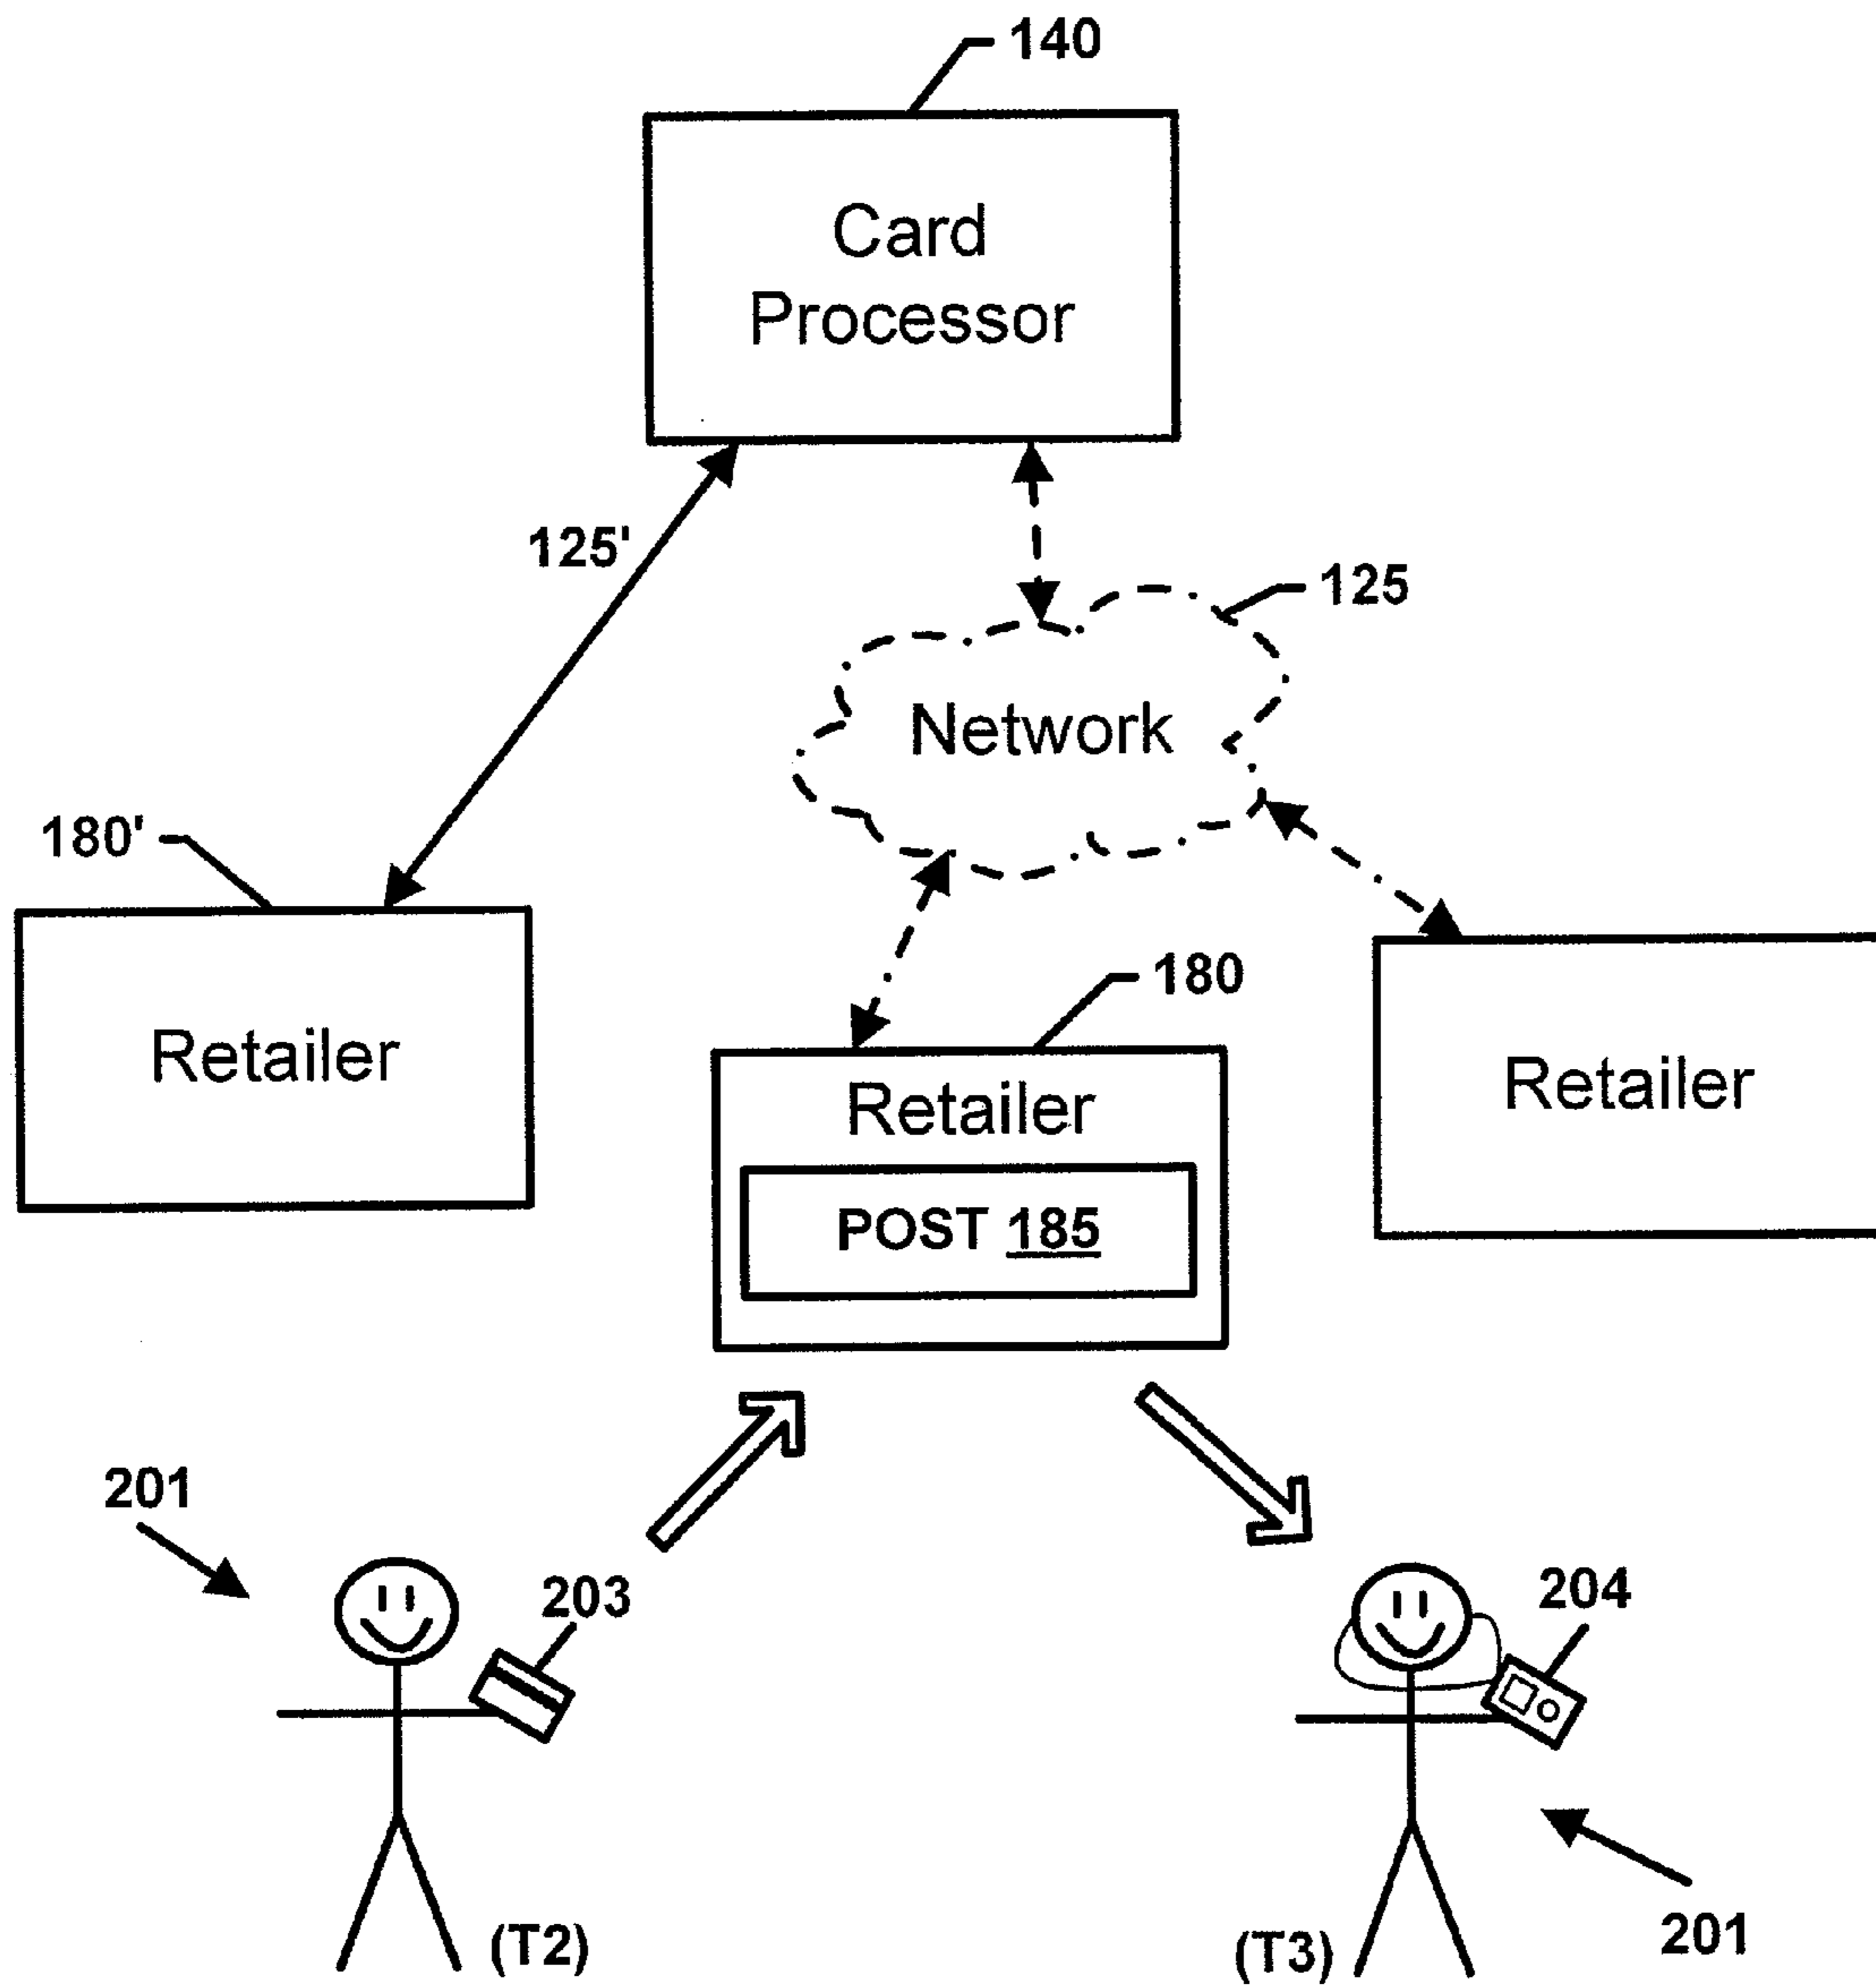 140
Card
Processor
125'
125
Network
180'
Retailer
180
Retailer
POST 185
Retailer
201
203
(T2)
204
(T3)
201